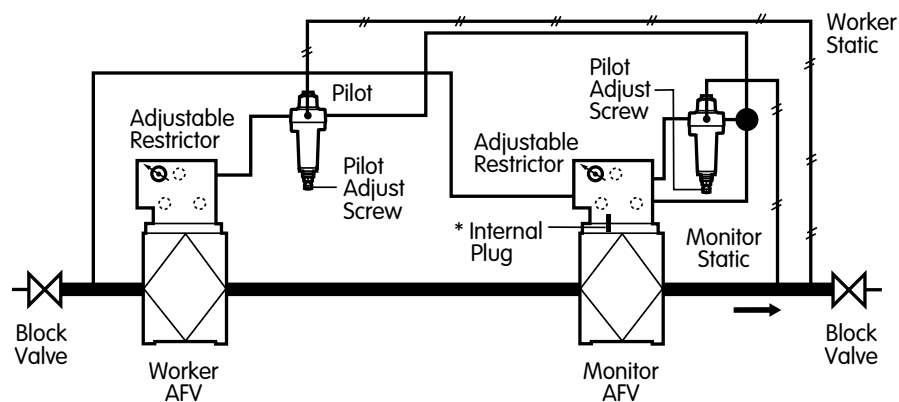 Worker
Static
Pilot
Adjust
Screw
Pilot
Adjustable
Restrictor
Adjustable
Restrictor
Pilot
Adjust
Screw
* Internal
Plug
Monitor
Static
Block
Valve
Block
Valve
Worker
AFV
Monitor
AFV